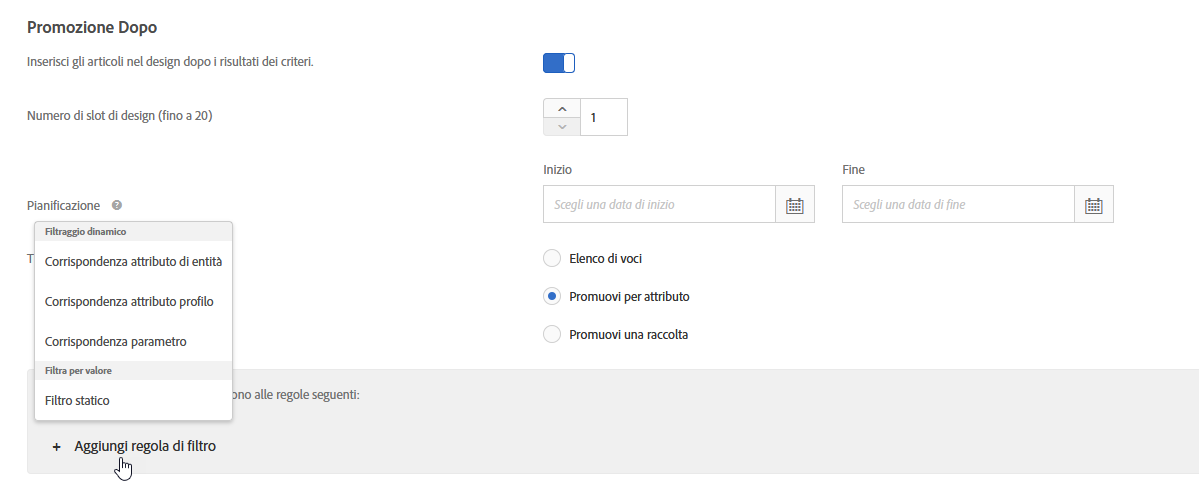 Promozione Dopo
Inserisci gli articoli nel design dopo i risultati dei criteri.
Numero di slot di design (fino a 20)
1
Inizio
Fine
Pianificazione
Scegli una data di inizio
Scegli una data di fine
Filtraggio dinamico
Corrispondenza attributo di entità
Corrispondenza attributo profilo
Corrispondenza parametro
Filtra per valore
Filtro statico
Elenco di voci
Promuovi per attributo
Promuovi una raccolta
alle regole seguenti:
+ Aggiungi regola di filtro